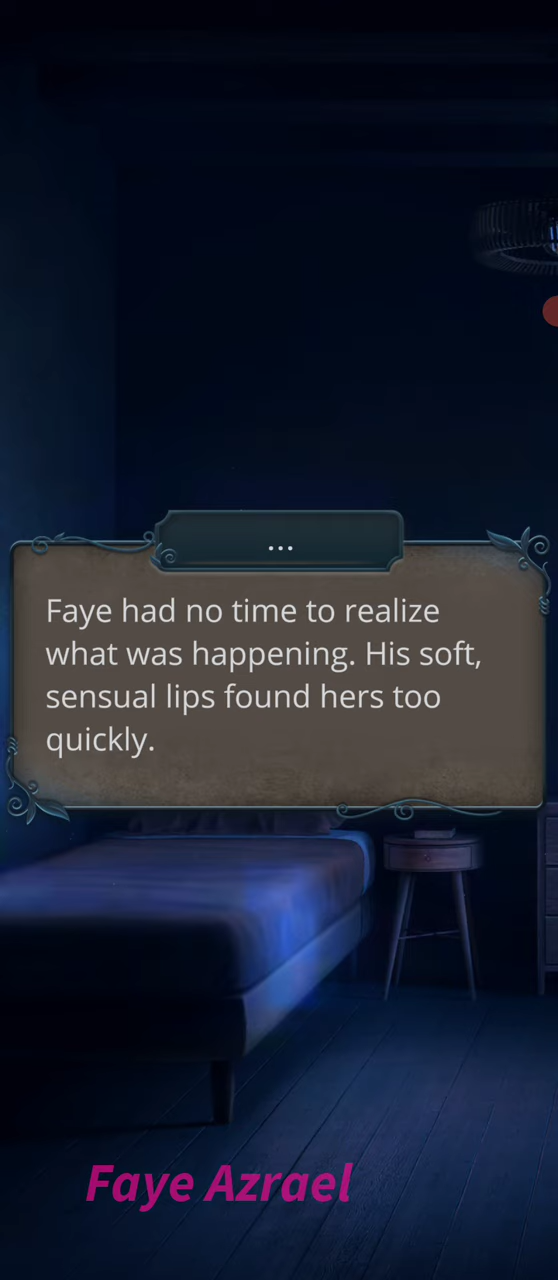 ...
Faye had no time to realize
what was happening. His soft,
sensual lips found hers too
quickly.
Faye Azrael